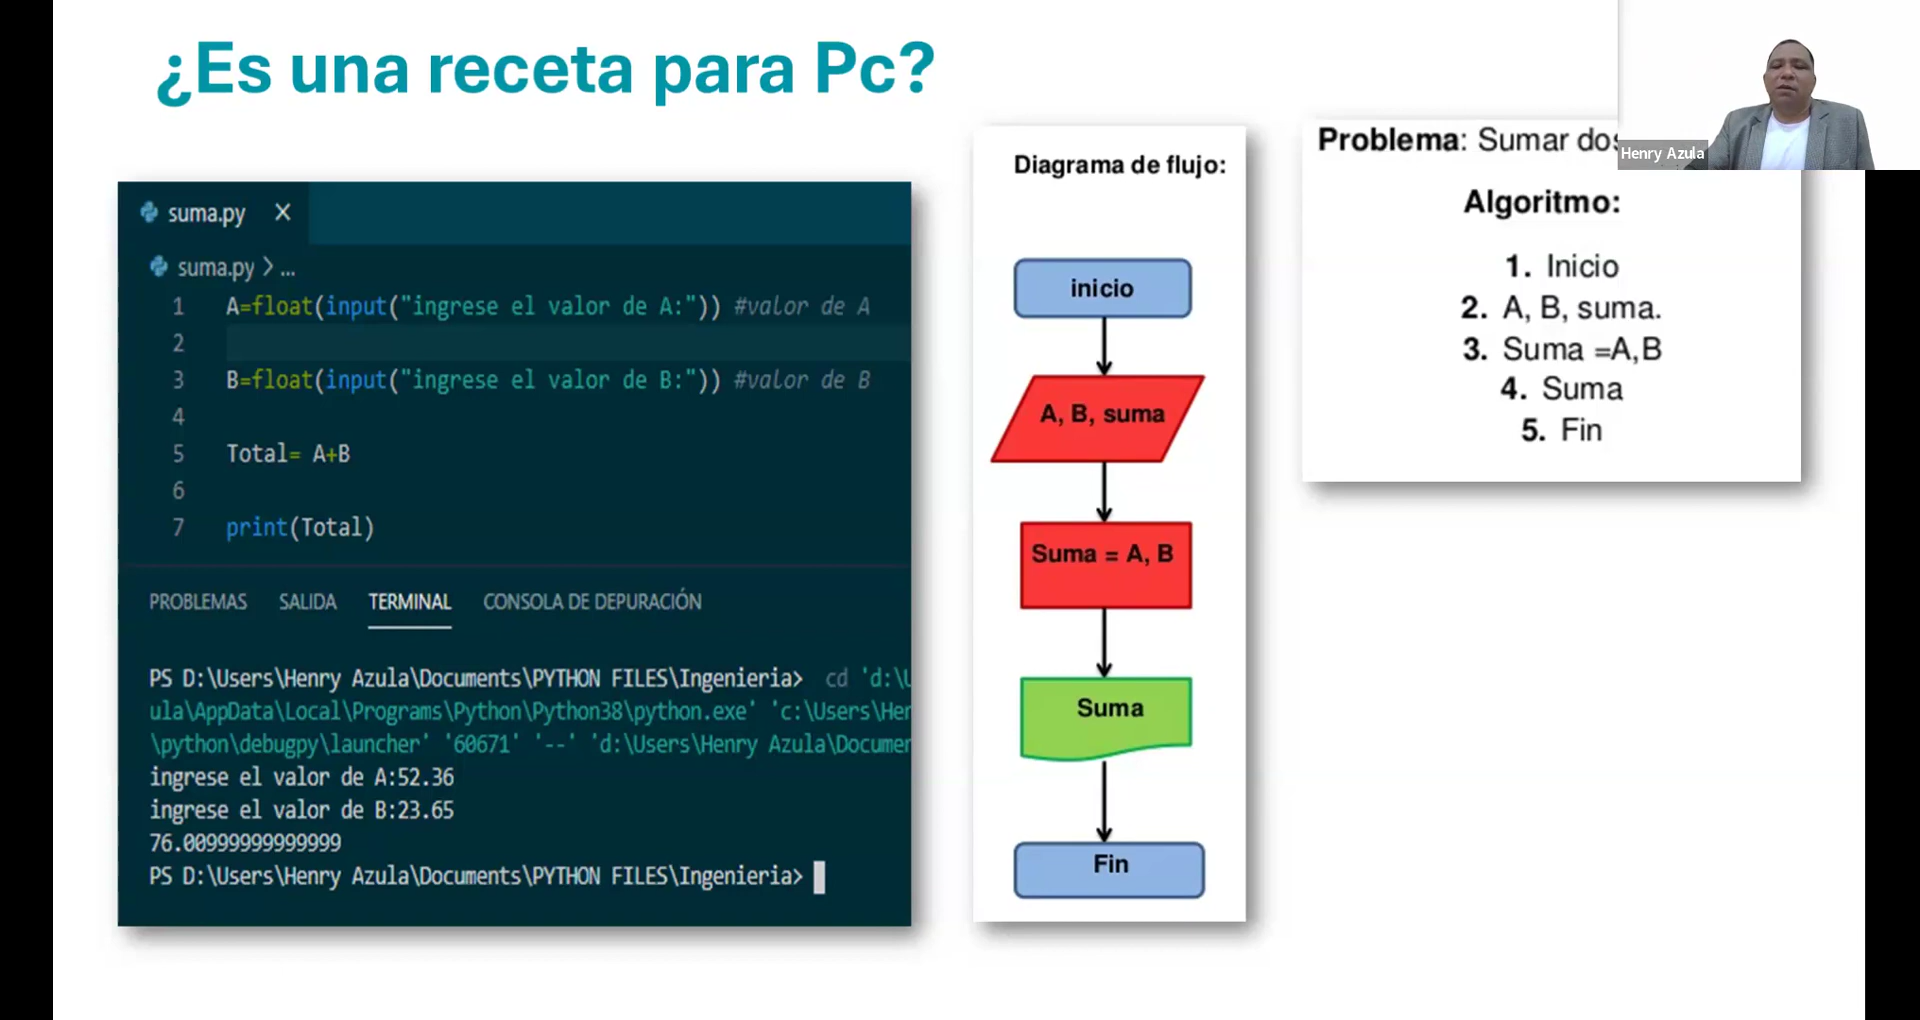 ¿Es una receta para Pc?
suma.py X
suma.py > ...
1 A=float(input("ingrese el valor de A:")) #valor de A
2
3 B=float(input("ingrese el valor de B:")) #valor de B
4
5 Total= A+B
6
7 print(Total)
PROBLEMAS SALIDA TERMINAL CONSOLA DE DEPURACIÓN
PS D:\Users\Henry Azula\Documents\PYTHON FILES\Ingenieria> cd 'd:\U
ula\AppData\Local\Programs\Python\Python38\python.exe' 'c:\Users\Her
\python\debugpy\launcher' '60671' '--' 'd:\Users\Henry Azula\Documen
ingrese el valor de A:52.36
ingrese el valor de B:23.65
76.00999999999999
PS D:\Users\Henry Azula\Documents\PYTHON FILES\Ingenieria>
Diagrama de flujo:
inicio
A, B, suma
Suma = A, B
Suma
Fin
Problema: Sumar dos
Algoritmo:
1. Inicio
2. A, B, suma.
3. Suma =A,B
4. Suma
5. Fin
Henry Azula